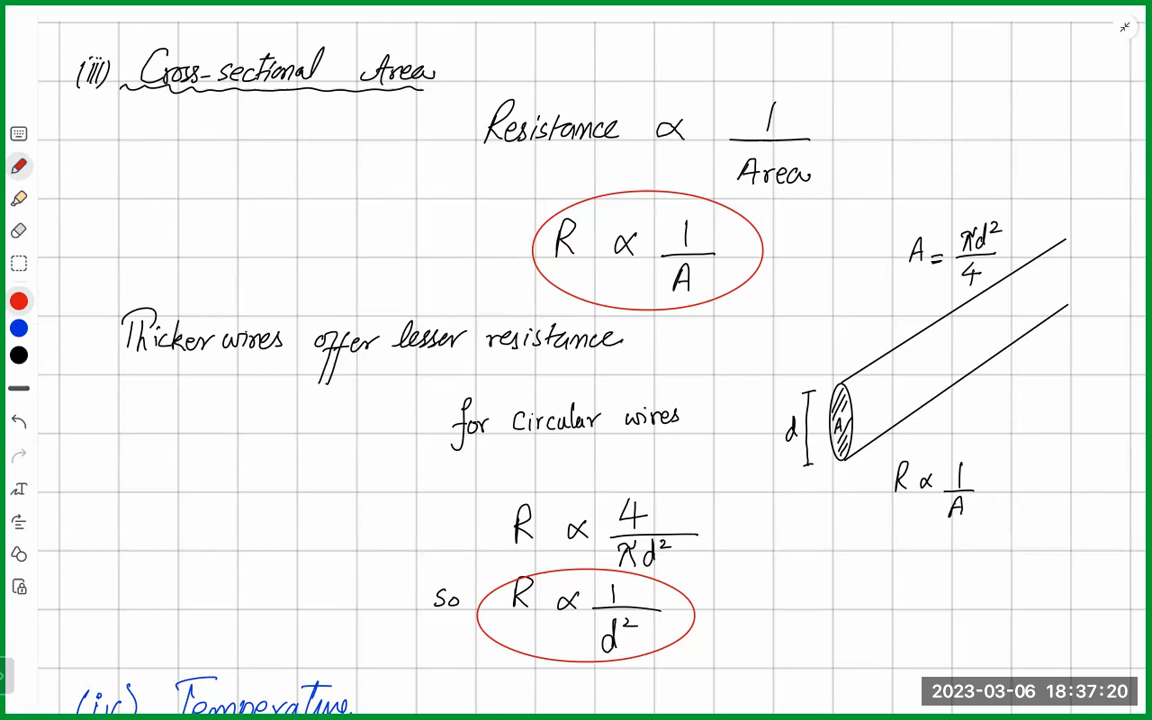 (iii) Cross-sectional Area
Resistance ∝ 1/Area
R ∝ 1/A
A = πd²/4
Thicker wires offer lesser resistance
for circular wires
d
A
R ∝ 1/A
R ∝ 4/πd²
so R ∝ 1/d²
(iv) Temperature
2023-03-06 18:37:20